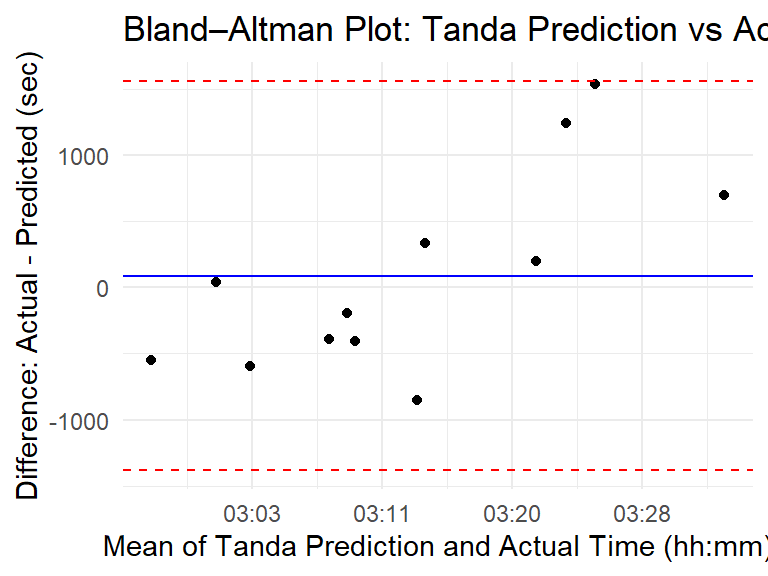 Bland–Altman Plot: Tanda Prediction vs Ac
Difference: Actual - Predicted (sec)
1000
0
-1000
03:03 03:11 03:20 03:28
Mean of Tanda Prediction and Actual Time (hh:mm)